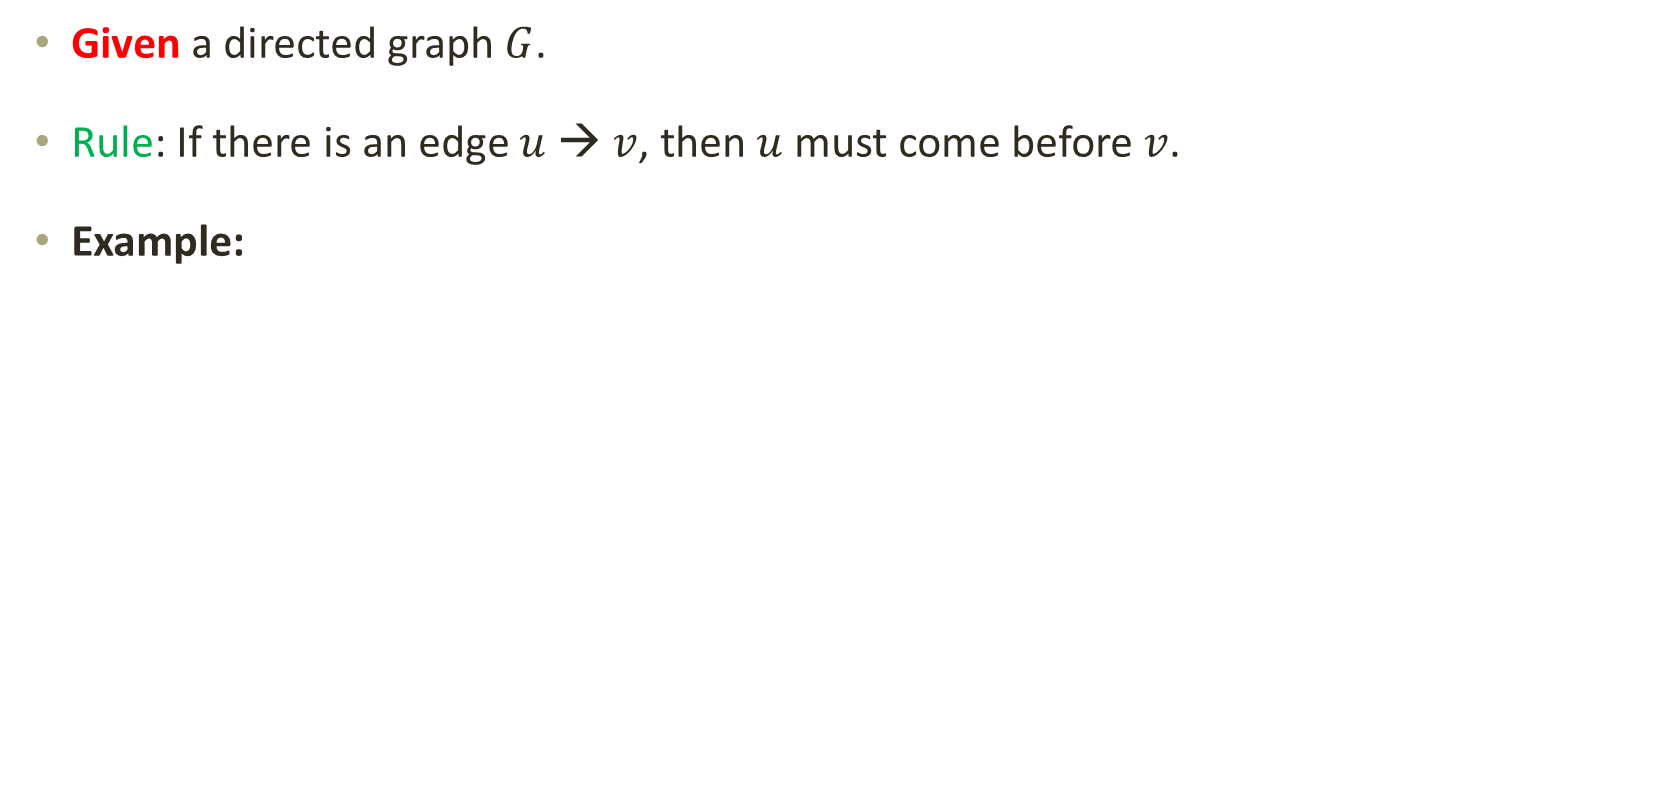 • Given a directed graph G.
• Rule: If there is an edge u → v, then u must come before v.
• Example: